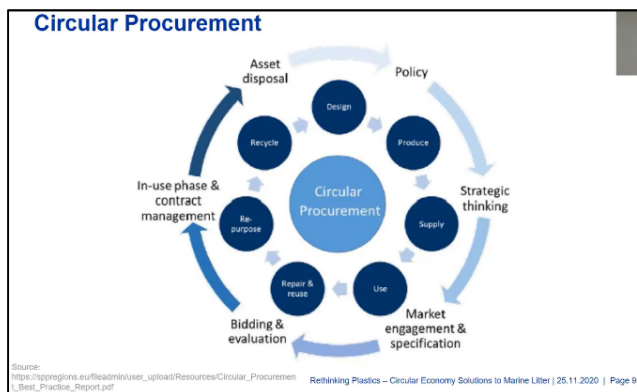 Circular Procurement
Asset
disposal
Policy
Strategic
thinking
Market
engagement &
specification
Bidding &
evaluation
In-use phase &
contract
management
Design
Produce
Supply
Use
Repair &
reuse
Re-
purpose
Recycle
Circular
Procurement
Source:
https://sppregions.eu/fileadmin/user_upload/Resources/Circular_Procuremen
t_Best_Practice_Report.pdf
Rethinking Plastics – Circular Economy Solutions to Marine Litter | 25.11.2020 | Page 9